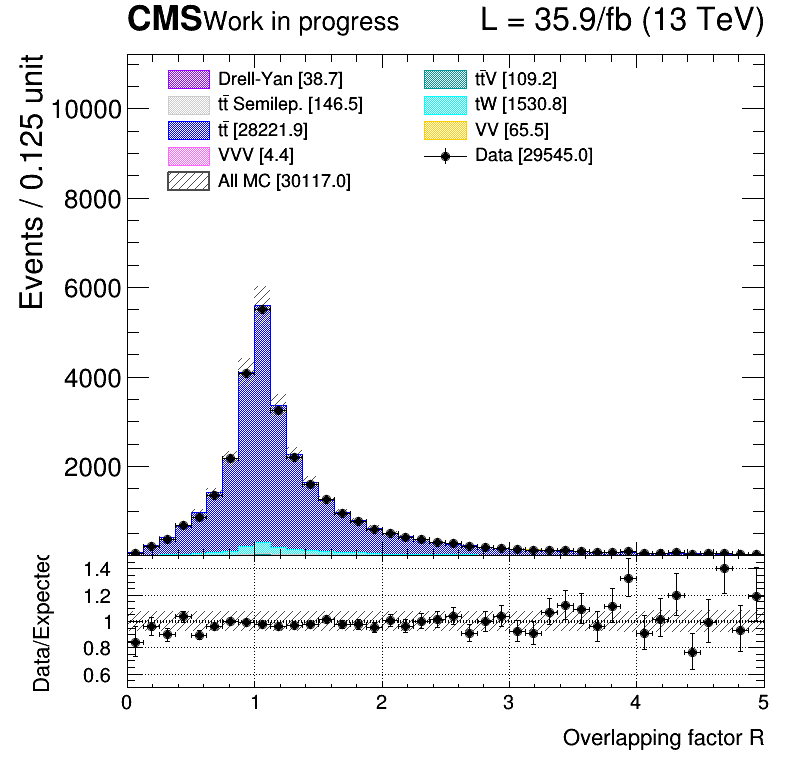 CMS Work in progress L = 35.9/fb (13 TeV)
Events / 0.125 unit
10000
8000
6000
4000
2000
Drell-Yan [38.7]
tt̄ Semilep. [146.5]
tt̄ [28221.9]
VVV [4.4]
All MC [30117.0]
tt̄V [109.2]
tW [1530.8]
VV [65.5]
Data [29545.0]
Data/Expected
1.4
1.2
1
0.8
0.6
0 1 2 3 4 5
Overlapping factor R